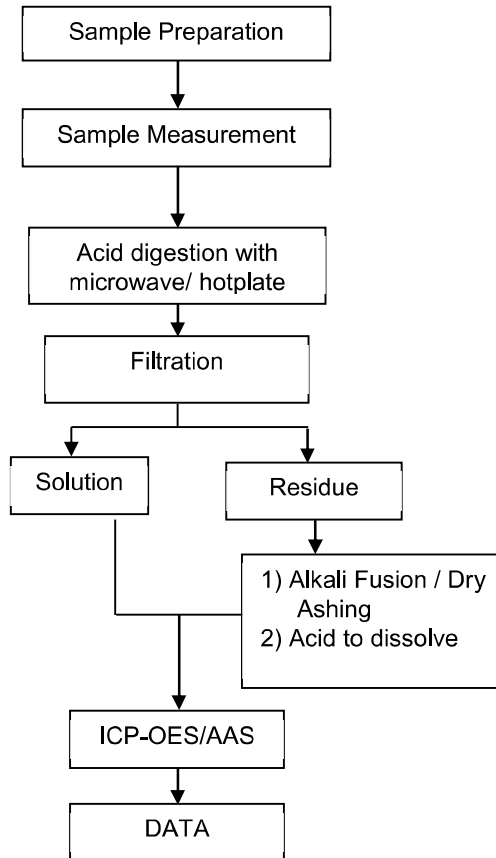 Sample Preparation
Sample Measurement
Acid digestion with
microwave/ hotplate
Filtration
Solution
Residue
1) Alkali Fusion / Dry
Ashing
2) Acid to dissolve
ICP-OES/AAS
DATA